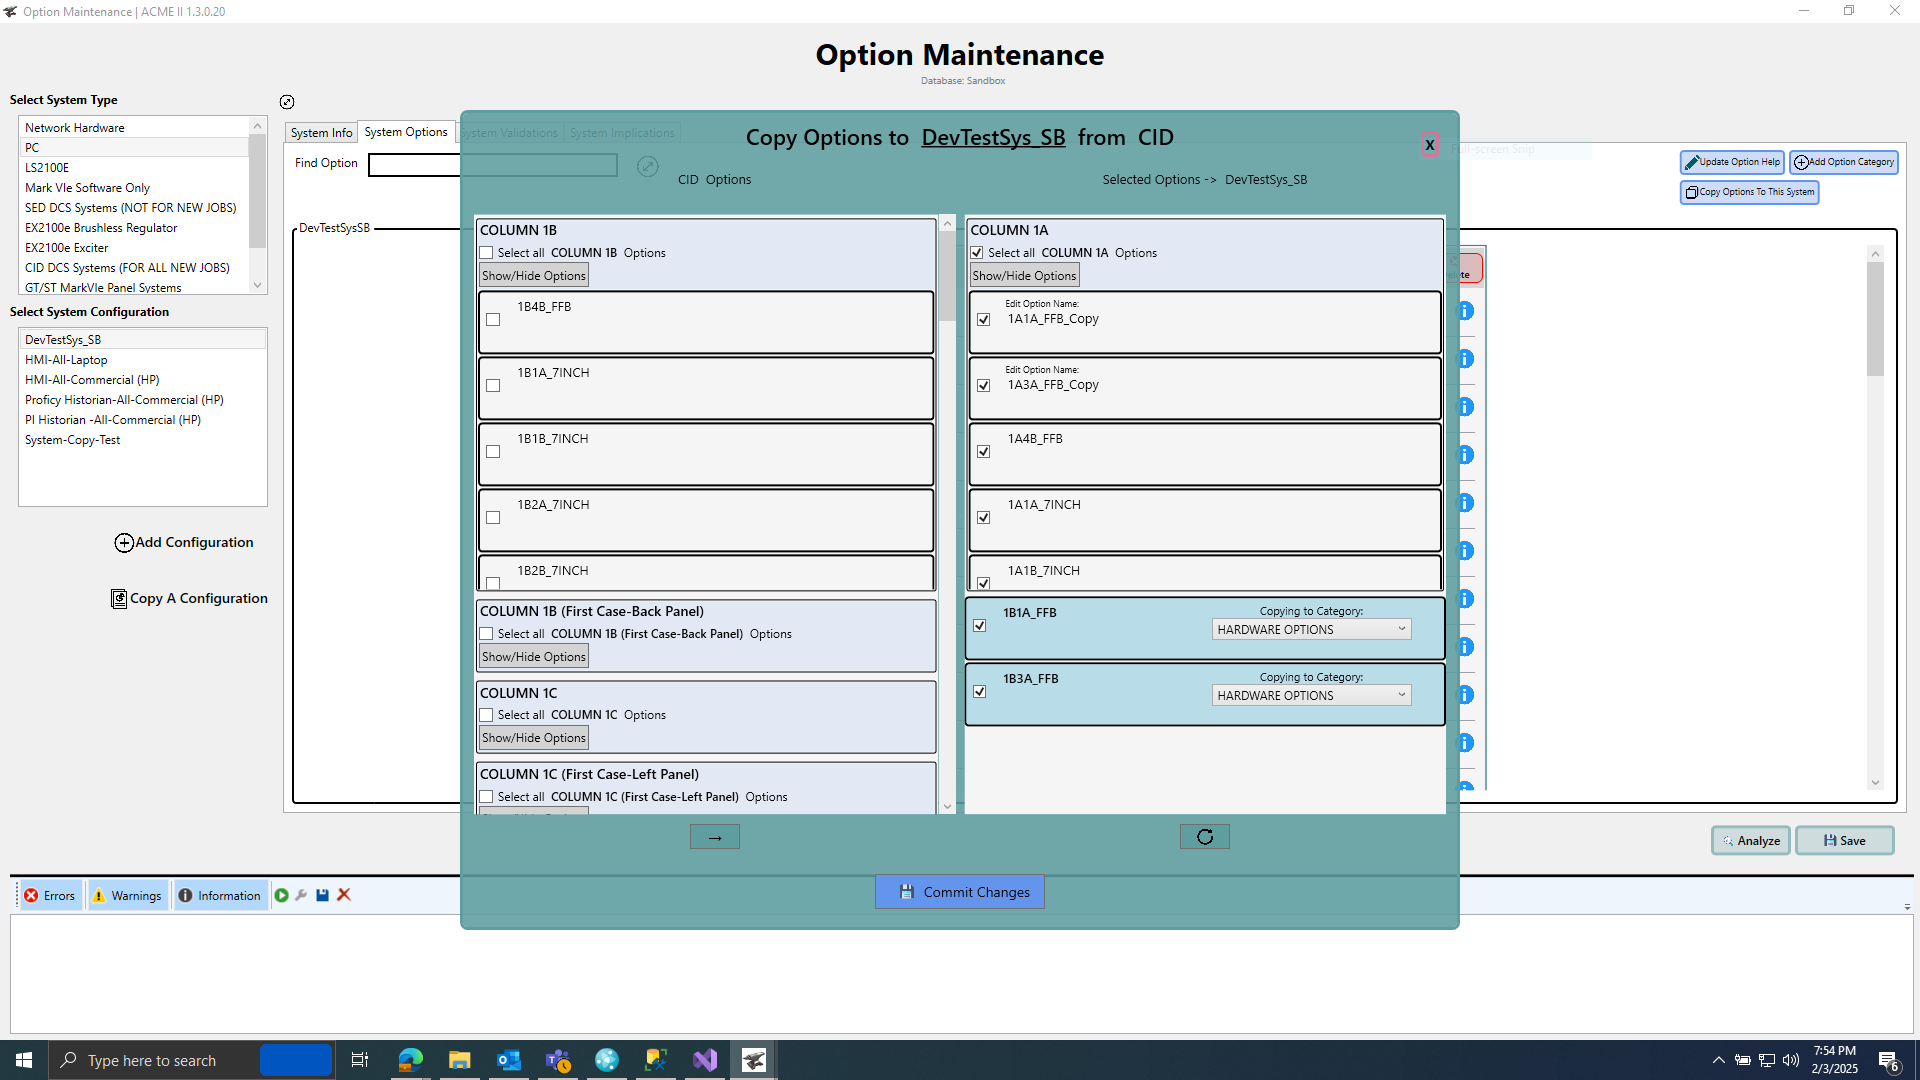 Option Maintenance | ACME II 1.3.0.20
Option Maintenance
Database: Sandbox
Select System Type
Network Hardware
PC
LS2100E
Mark VIe Software Only
SED DCS Systems (NOT FOR NEW JOBS)
EX2100e Brushless Regulator
EX2100e Exciter
CID DCS Systems (FOR ALL NEW JOBS)
GT/ST MarkVIe Panel Systems
Select System Configuration
DevTestSys_SB
HMI-All-Laptop
HMI-All-Commercial (HP)
Proficy Historian-All-Commercial (HP)
PI Historian -All-Commercial (HP)
System-Copy-Test
Add Configuration
Copy A Configuration
System Info
System Options
System Validations
System Implications
Find Option
DevTestSysSB
Full-screen Snip
Update Option Help
Add Option Category
Copy Options To This System
Copy Options to DevTestSys_SB from CID
X
CID Options
Selected Options -> DevTestSys_SB
COLUMN 1B
Select all COLUMN 1B Options
Show/Hide Options
1B4B_FFB
1B1A_7INCH
1B1B_7INCH
1B2A_7INCH
1B2B_7INCH
COLUMN 1B (First Case-Back Panel)
Select all COLUMN 1B (First Case-Back Panel) Options
Show/Hide Options
COLUMN 1C
Select all COLUMN 1C Options
Show/Hide Options
COLUMN 1C (First Case-Left Panel)
Select all COLUMN 1C (First Case-Left Panel) Options
COLUMN 1A
Select all COLUMN 1A Options
Show/Hide Options
Edit Option Name:
1A1A_FFB_Copy
Edit Option Name:
1A3A_FFB_Copy
1A4B_FFB
1A1A_7INCH
1A1B_7INCH
1B1A_FFB
Copying to Category:
HARDWARE OPTIONS
1B3A_FFB
Copying to Category:
HARDWARE OPTIONS
→
Commit Changes
Analyze
Save
Errors
Warnings
Information
Type here to search
7:54 PM
2/3/2025
6